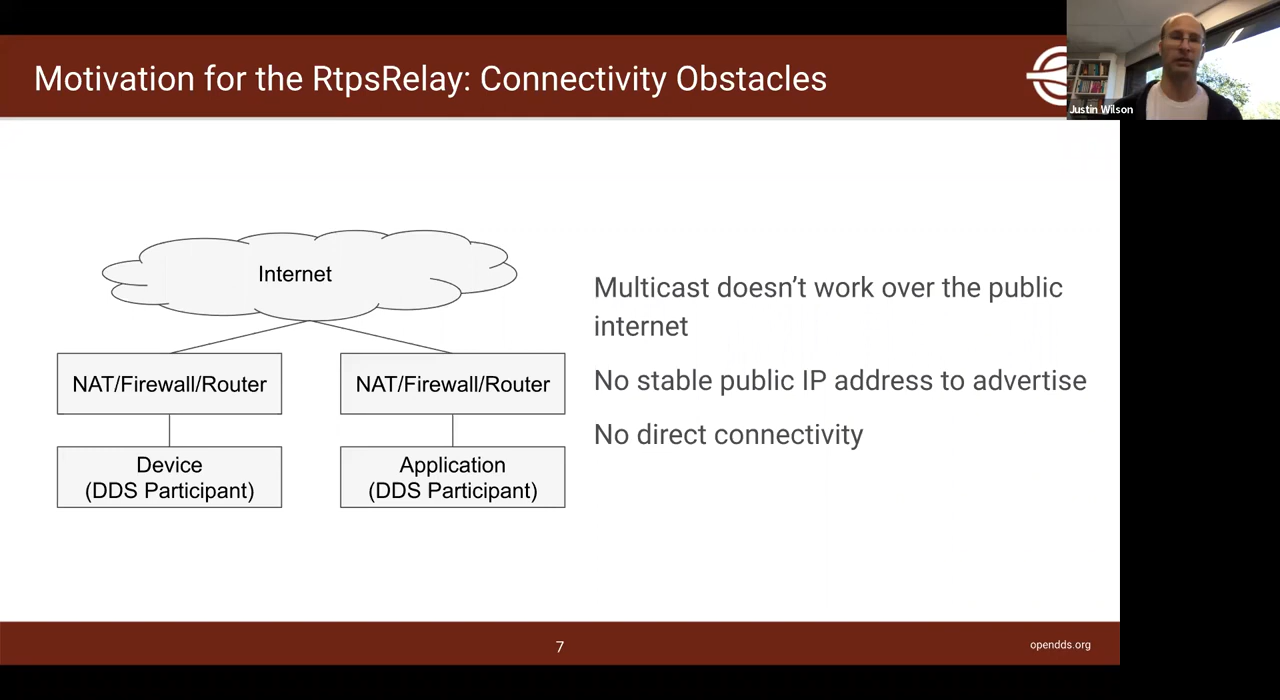 Motivation for the RtpsRelay: Connectivity Obstacles
Justin Wilson
Internet
NAT/Firewall/Router
NAT/Firewall/Router
Device
(DDS Participant)
Application
(DDS Participant)
Multicast doesn’t work over the public
internet
No stable public IP address to advertise
No direct connectivity
7
opendds.org